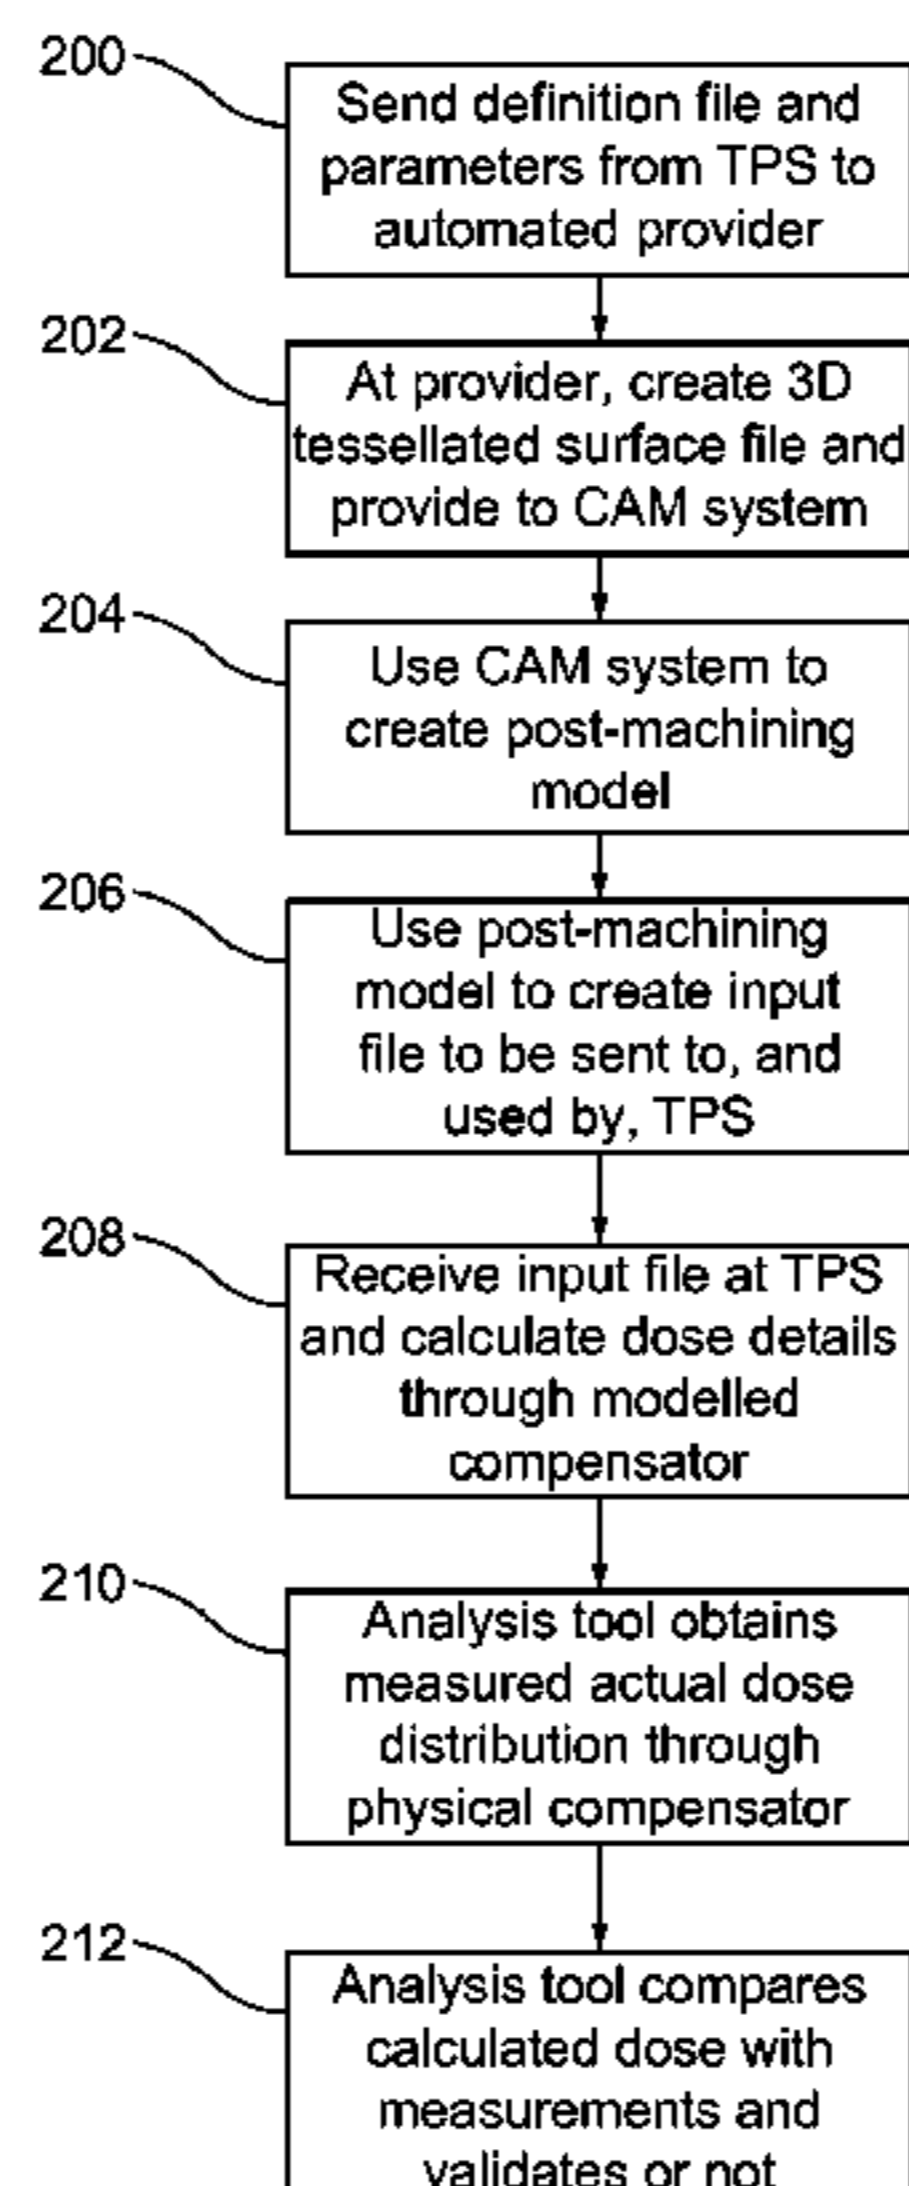 200
Send definition file and
parameters from TPS to
automated provider
202
At provider, create 3D
tessellated surface file and
provide to CAM system
204
Use CAM system to
create post-machining
model
206
Use post-machining
model to create input
file to be sent to, and
used by, TPS
208
Receive input file at TPS
and calculate dose details
through modelled
compensator
210
Analysis tool obtains
measured actual dose
distribution through
physical compensator
212
Analysis tool compares
calculated dose with
measurements and
validates or not